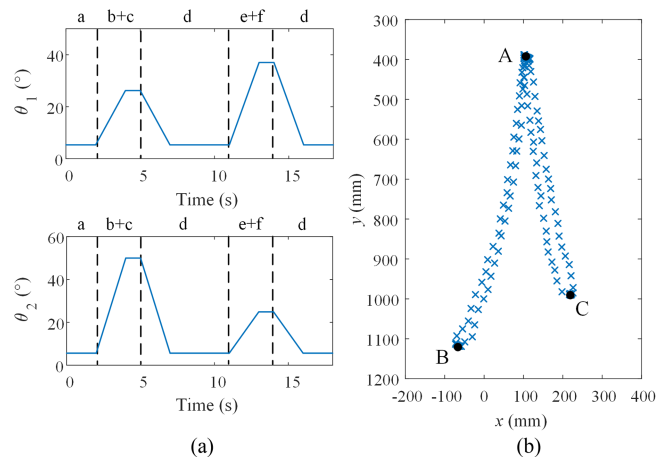 a b+c d e+f d
40
20
0
θ1 (°)
0 5 10 15
Time (s)
a b+c d e+f d
60
40
20
0
θ2 (°)
0 5 10 15
Time (s)
(a)
300
400
500
600
700
800
900
1000
1100
1200
y (mm)
A
B
C
-200 -100 0 100 200 300 400
x (mm)
(b)